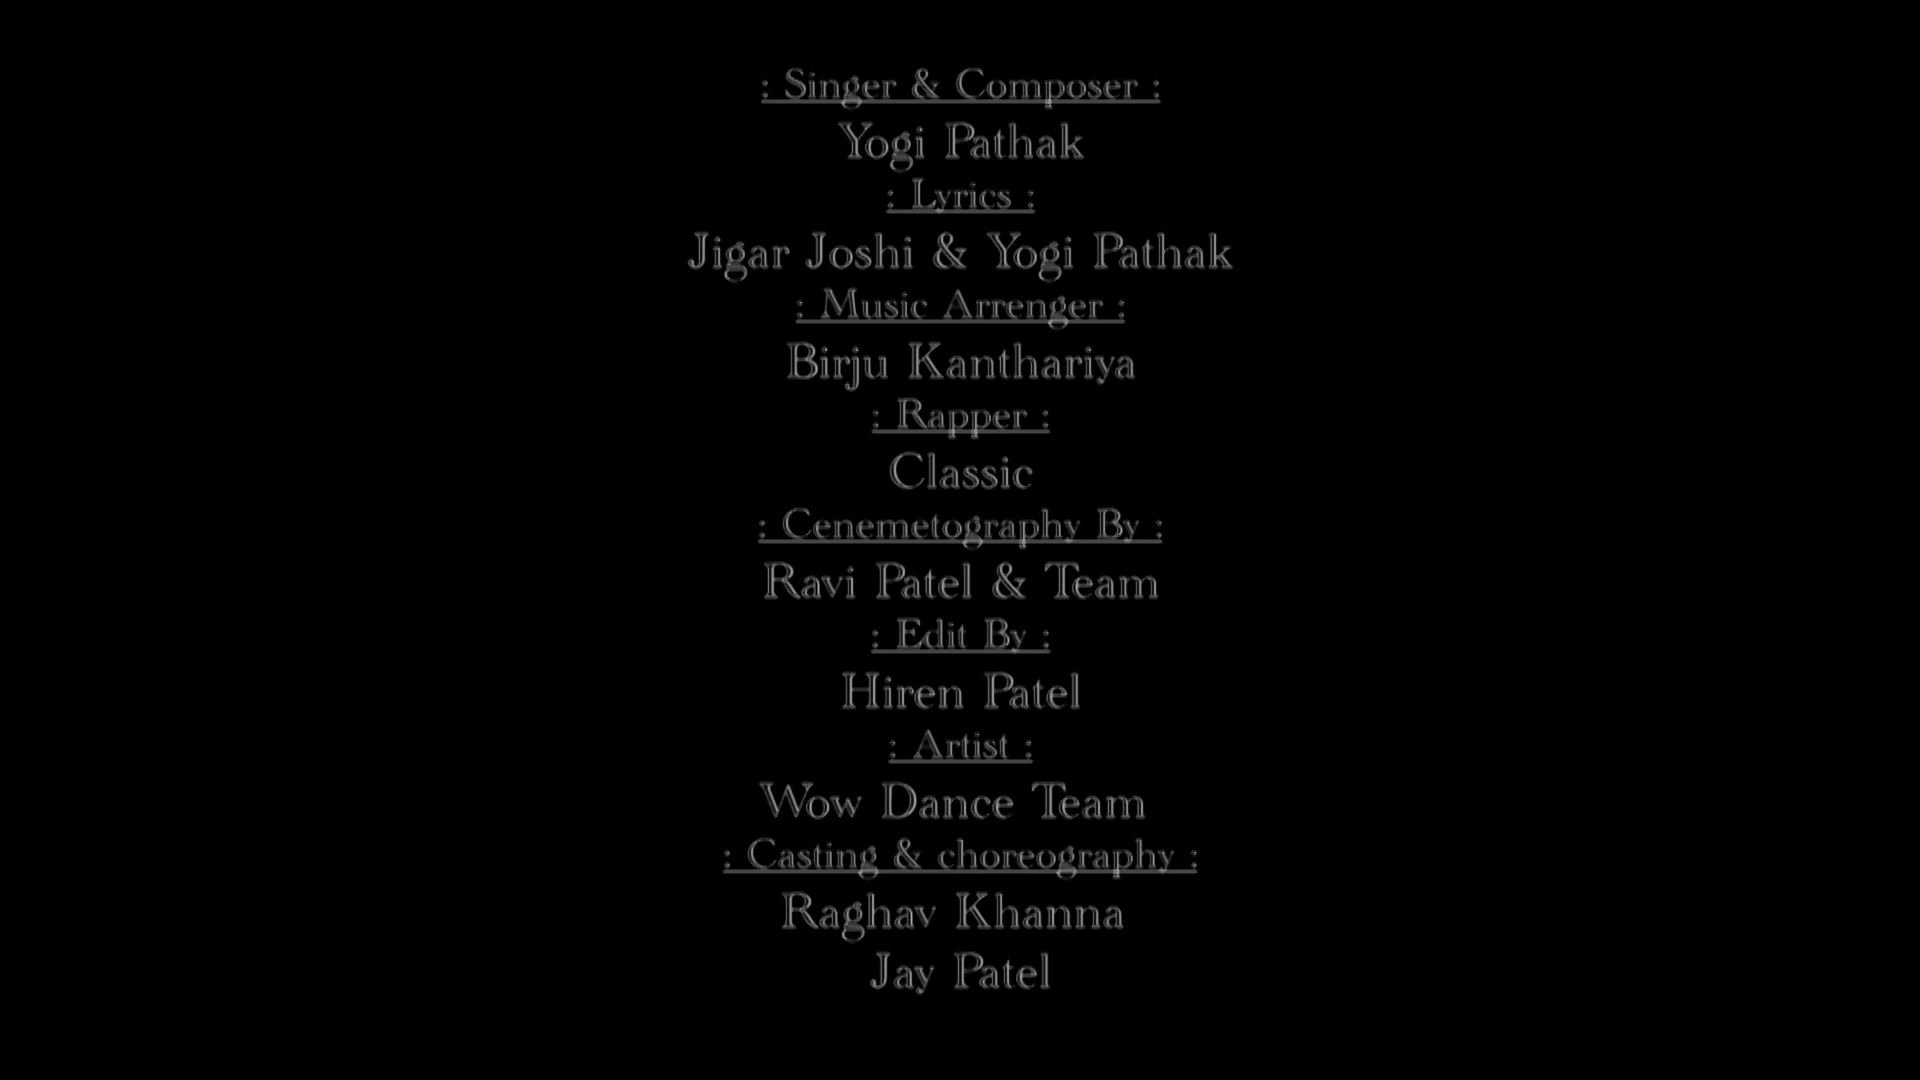 : Singer & Composer :
Yogi Pathak
: Lyrics :
Jigar Joshi & Yogi Pathak
: Music Arrenger :
Birju Kanthariya
: Rapper :
Classic
: Cenemetography By :
Ravi Patel & Team
: Edit By :
Hiren Patel
: Artist :
Wow Dance Team
: Casting & choreography :
Raghav Khanna
Jay Patel